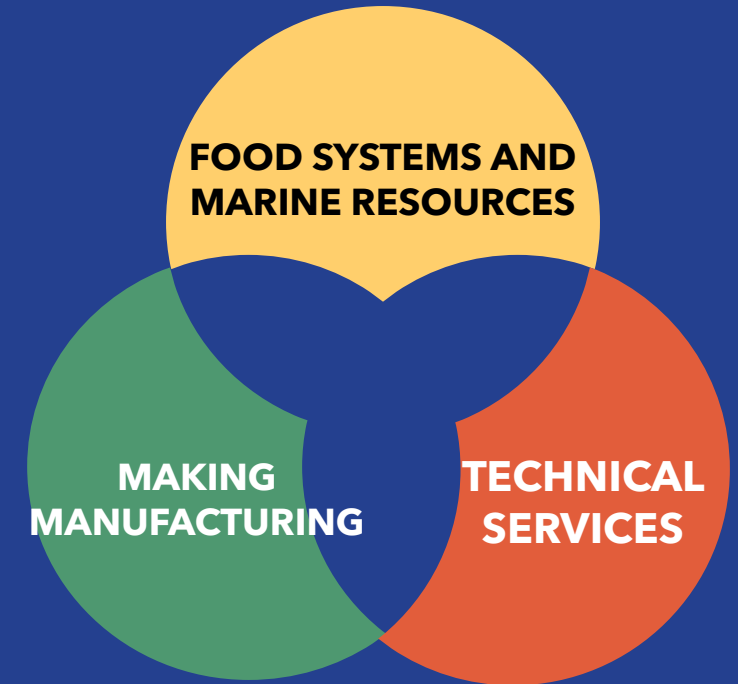 FOOD SYSTEMS AND
MARINE RESOURCES
MAKING
MANUFACTURING
TECHNICAL
SERVICES